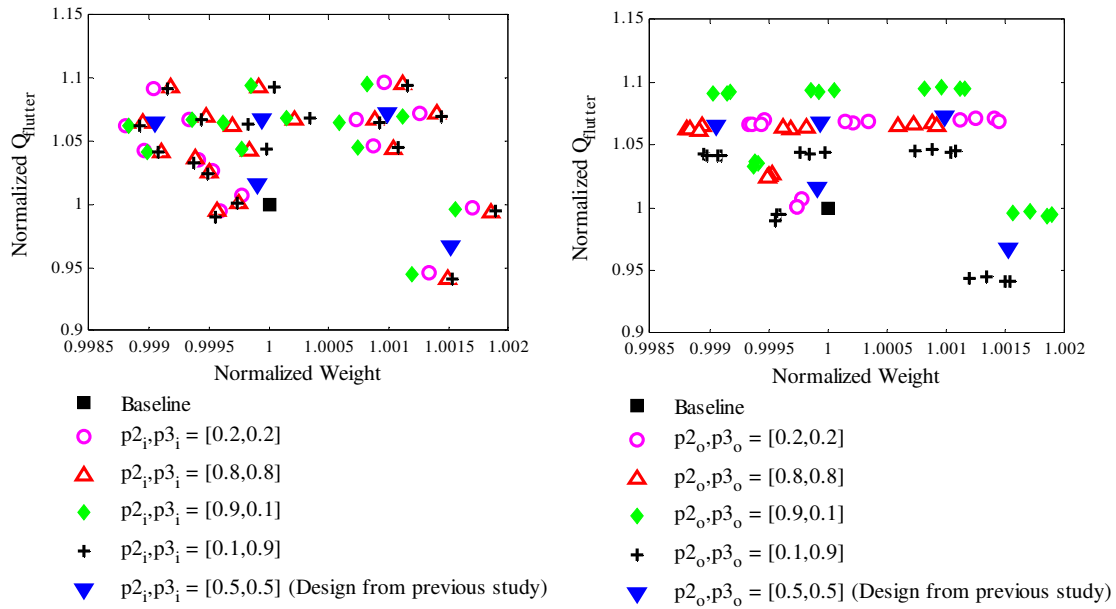 1.15
1.1
1.05
1
0.95
0.9
Normalized Q_flutter
0.9985 0.999 0.9995 1 1.0005 1.001 1.0015 1.002
Normalized Weight
Baseline
p2_i,p3_i = [0.2,0.2]
p2_i,p3_i = [0.8,0.8]
p2_i,p3_i = [0.9,0.1]
p2_i,p3_i = [0.1,0.9]
p2_i,p3_i = [0.5,0.5] (Design from previous study)
1.15
1.1
1.05
1
0.95
0.9
Normalized Q_flutter
0.9985 0.999 0.9995 1 1.0005 1.001 1.0015 1.002
Normalized Weight
Baseline
p2_o,p3_o = [0.2,0.2]
p2_o,p3_o = [0.8,0.8]
p2_o,p3_o = [0.9,0.1]
p2_o,p3_o = [0.1,0.9]
p2_o,p3_o = [0.5,0.5] (Design from previous study)